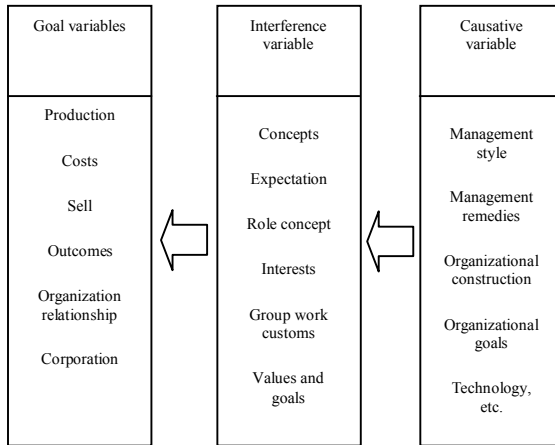 Goal variables
Production
Costs
Sell
Outcomes
Organization
relationship
Corporation
Interference
variable
Concepts
Expectation
Role concept
Interests
Group work
customs
Values and
goals
Causative
variable
Management
style
Management
remedies
Organizational
construction
Organizational
goals
Technology,
etc.